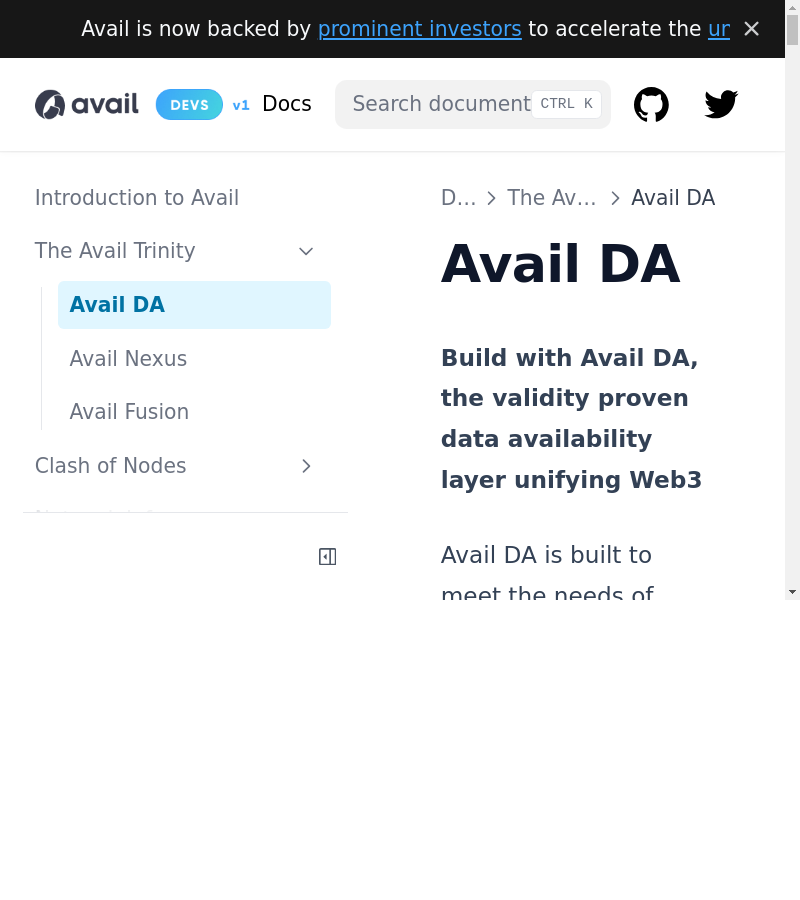 Avail is now backed by prominent investors to accelerate the ur
avail DEVS v1 Docs Search document CTRL K
Introduction to Avail
The Avail Trinity
Avail DA
Avail Nexus
Avail Fusion
Clash of Nodes
D… The Av… Avail DA
Avail DA
Build with Avail DA,
the validity proven
data availability
layer unifying Web3
Avail DA is built to
meet the needs of